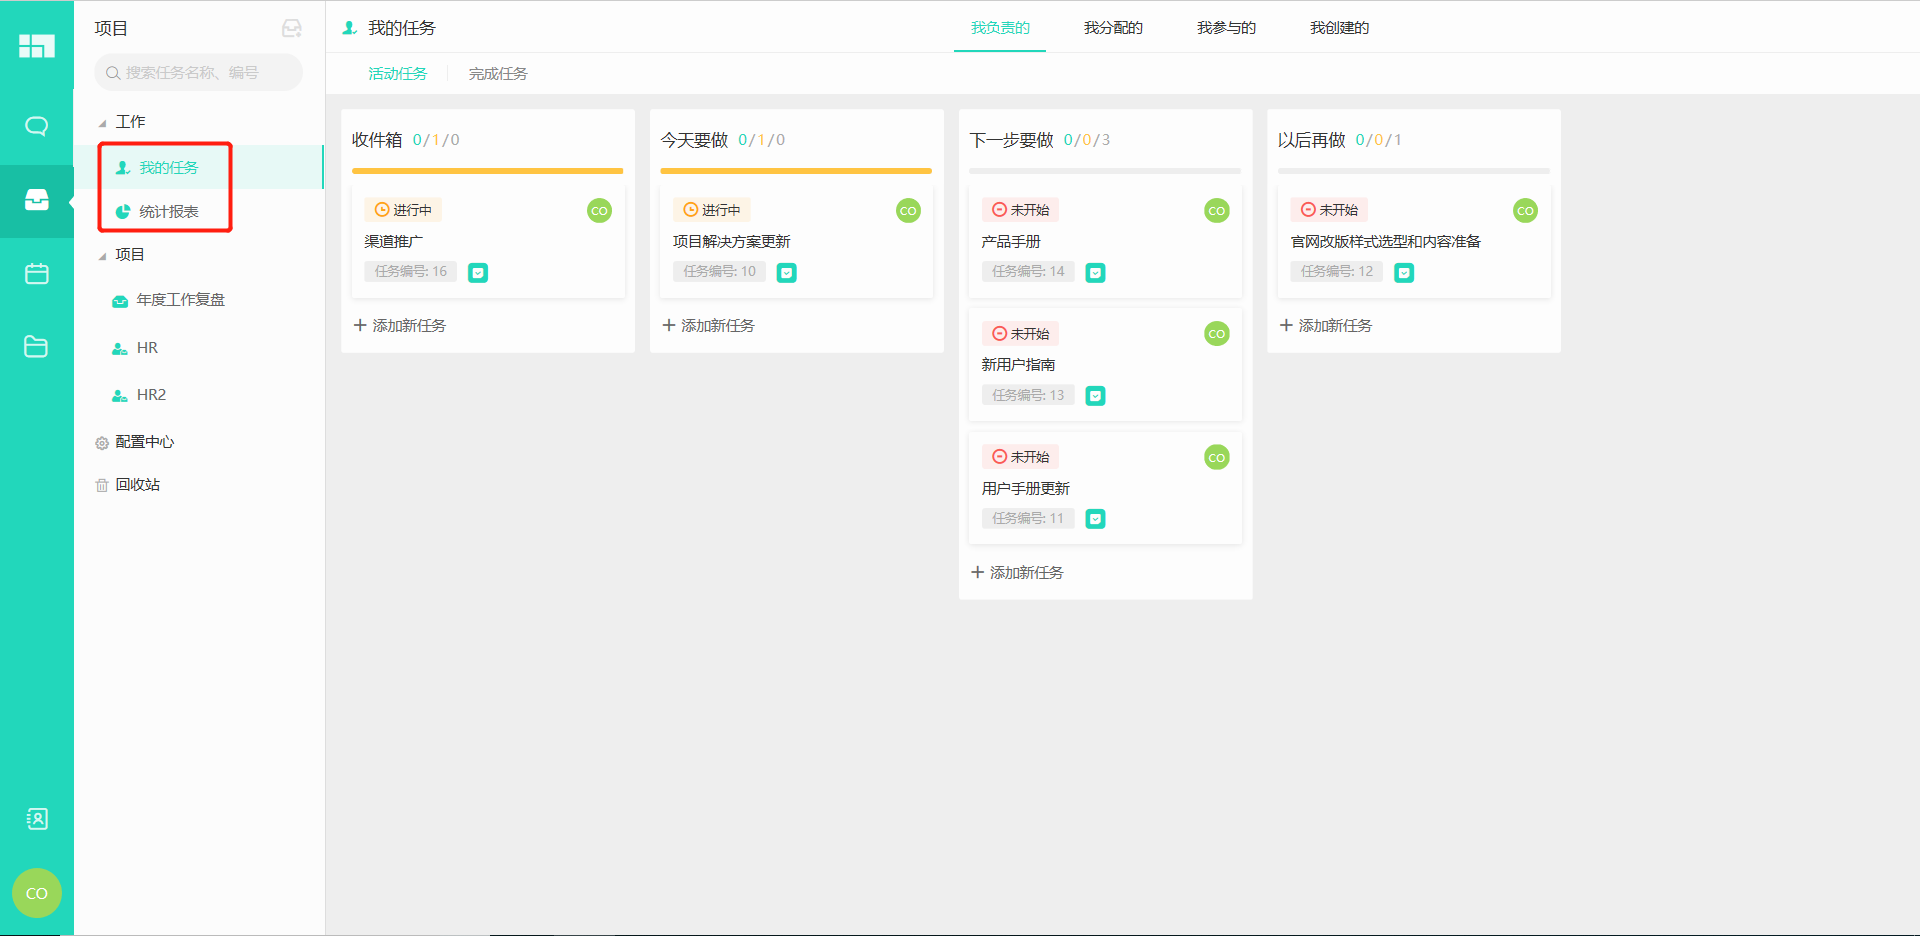 项目
搜索任务名称、编号
工作
我的任务
统计报表
项目
年度工作复盘
HR
HR2
配置中心
回收站
CO
我的任务
我负责的
我分配的
我参与的
我创建的
活动任务
完成任务
收件箱 0/1/0
进行中
CO
渠道推广
任务编号: 16
添加新任务
今天要做 0/1/0
进行中
CO
项目解决方案更新
任务编号: 10
添加新任务
下一步要做 0/0/3
未开始
CO
产品手册
任务编号: 14
未开始
CO
新用户指南
任务编号: 13
未开始
CO
用户手册更新
任务编号: 11
添加新任务
以后再做 0/0/1
未开始
CO
官网改版样式选型和内容准备
任务编号: 12
添加新任务